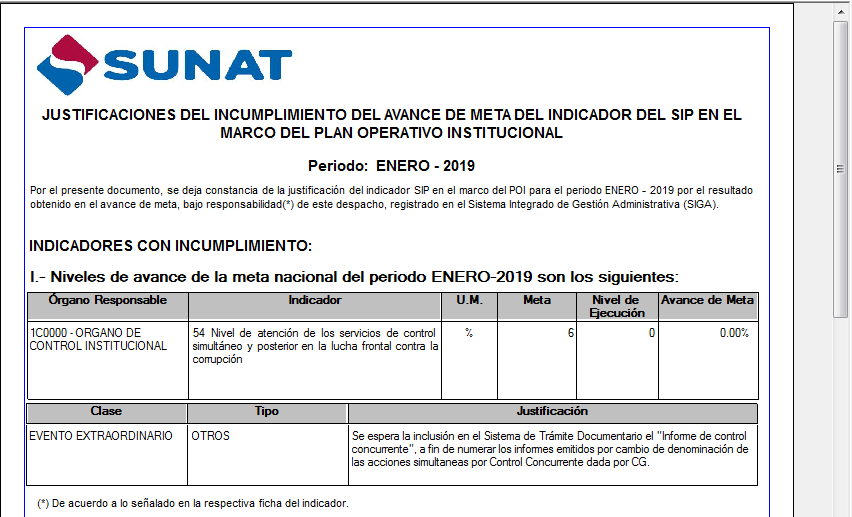 SUNAT
JUSTIFICACIONES DEL INCUMPLIMIENTO DEL AVANCE DE META DEL INDICADOR DEL SIP EN EL
MARCO DEL PLAN OPERATIVO INSTITUCIONAL
Periodo: ENERO - 2019
Por el presente documento, se deja constancia de la justificación del indicador SIP en el marco del POI para el periodo ENERO - 2019 por el resultado
obtenido en el avance de meta, bajo responsabilidad(*) de este despacho, registrado en el Sistema Integrado de Gestión Administrativa (SIGA).
INDICADORES CON INCUMPLIMIENTO:
I.- Niveles de avance de la meta nacional del periodo ENERO-2019 son los siguientes:
Órgano Responsable Indicador U.M. Meta Nivel de Avance de Meta
Ejecución
1C0000 - ORGANO DE 54 Nivel de atención de los servicios de control % 6 0 0.00%
CONTROL INSTITUCIONAL simultáneo y posterior en la lucha frontal contra la
corrupción
Clase Tipo Justificación
EVENTO EXTRAORDINARIO OTROS Se espera la inclusión en el Sistema de Trámite Documentario el "Informe de control
concurrente", a fin de numerar los informes emitidos por cambio de denominación de
las acciones simultaneas por Control Concurrente dada por CG.
(*) De acuerdo a lo señalado en la respectiva ficha del indicador.